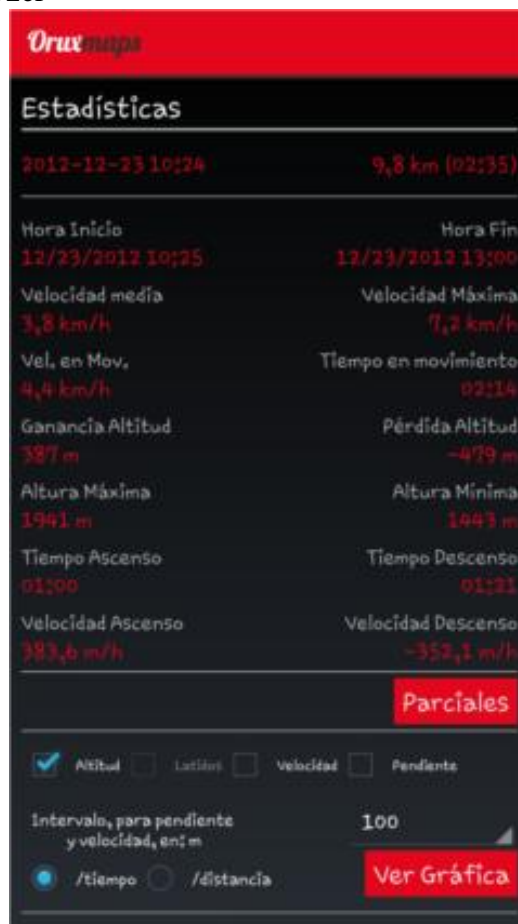 Oruxmaps
Estadísticas
2012-12-23 10:24 9,8 km (02:35)
Hora Inicio Hora Fin
12/23/2012 10:25 12/23/2012 13:00
Velocidad media Velocidad Máxima
3,8 km/h 7,2 km/h
Vel. en Mov. Tiempo en movimiento
4,4 km/h 02:14
Ganancia Altitud Pérdida Altitud
387 m -479 m
Altura Máxima Altura Mínima
1941 m 1443 m
Tiempo Ascenso Tiempo Descenso
01:00 01:21
Velocidad Ascenso Velocidad Descenso
383,6 m/h -352,1 m/h
Parciales
Altitud Latidos Velocidad Pendiente
Intervalo, para pendiente 100
y velocidad, en: m
/tiempo /distancia Ver Gráfica